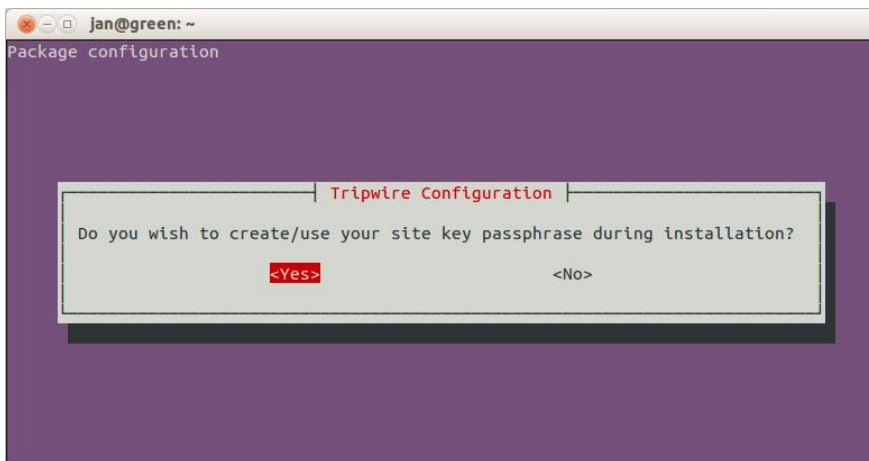 jan@green: ~
Package configuration
Tripwire Configuration
Do you wish to create/use your site key passphrase during installation?
<Yes> <No>